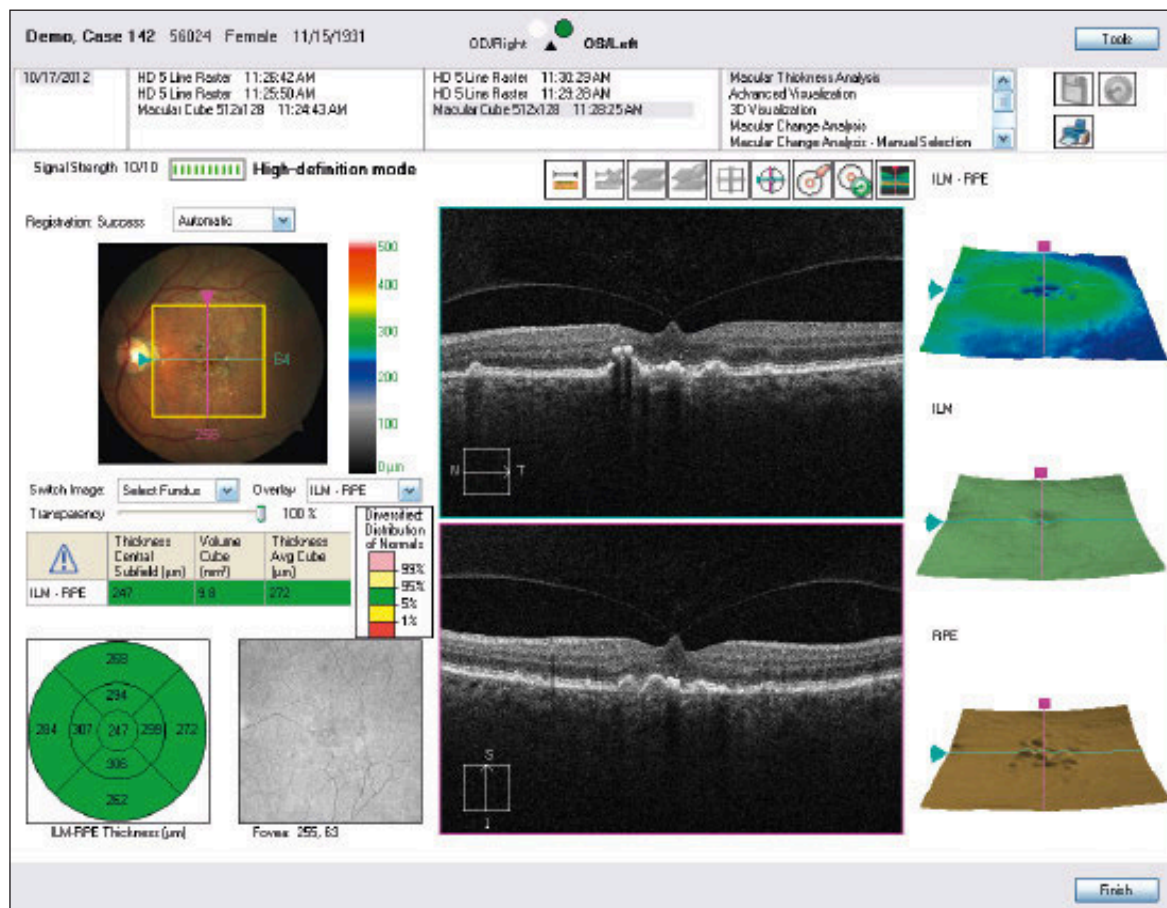 Demo, Case 142 56024 Female 11/15/1931
OD/Right OS/Left
Tools
10/17/2012
HD 5 Line Raster 11:26:42 AM
HD 5 Line Raster 11:25:50 AM
Macular Cube 512x128 11:24:43 AM
HD 5 Line Raster 11:30:29 AM
HD 5 Line Raster 11:29:28 AM
Macular Cube 512x128 11:28:25 AM
Macular Thickness Analysis
Advanced Visualization
3D Visualization
Macular Change Analysis
Macular Change Analysis - Manual Selection
Signal Strength 10/10 High-definition mode
ILM - RPE
Registration: Success Automatic
500
400
300
200
100
0 µm
64
256
N T
ILM
Switch Image: Select Fundus Overlay: ILM - RPE
Transparency 100 %
Diversified:
Distribution
of Normals
99%
95%
5%
1%
Thickness Central Subfield (µm)
Volume Cube (mm³)
Thickness Avg Cube (µm)
ILM - RPE 247 9.8 272
RPE
268
294
284 307 247 299 272
306
262
ILM-RPE Thickness (µm)
Fovea: 255, 63
S
I
Finish